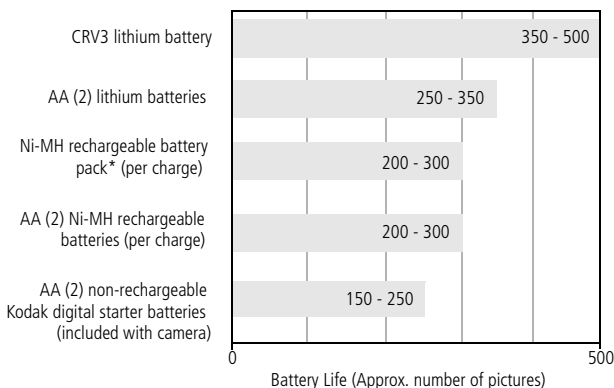 CRV3 lithium battery
350 - 500
AA (2) lithium batteries
250 - 350
Ni-MH rechargeable battery
pack* (per charge)
200 - 300
AA (2) Ni-MH rechargeable
batteries (per charge)
200 - 300
AA (2) non-rechargeable
Kodak digital starter batteries
(included with camera)
150 - 250
0
500
Battery Life (Approx. number of pictures)